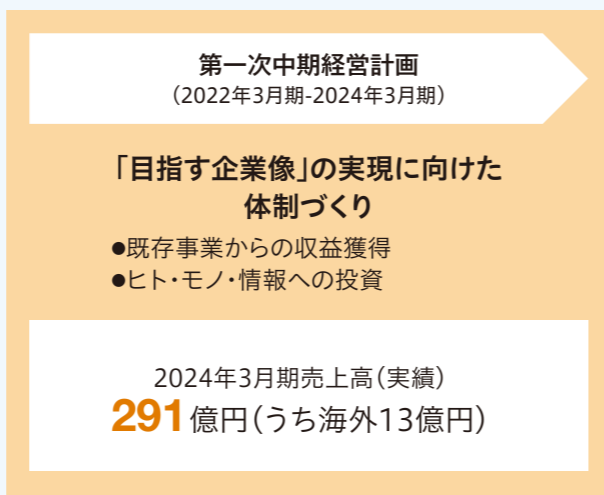 第一次中期経営計画
（2022年3月期-2024年3月期）
「目指す企業像」の実現に向けた
体制づくり
●既存事業からの収益獲得
●ヒト・モノ・情報への投資
2024年3月期売上高（実績）
291億円（うち海外13億円）